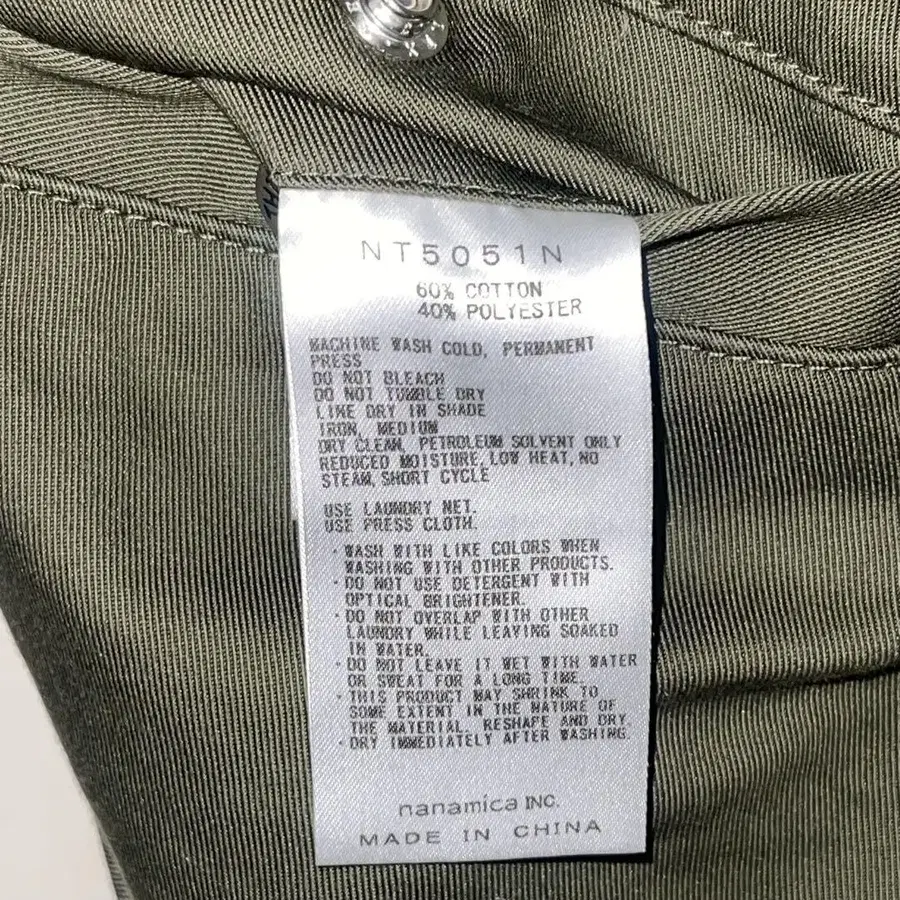 NT5051N
60% COTTON
40% POLYESTER
MACHINE WASH COLD, PERMANENT
PRESS
DO NOT BLEACH
DO NOT TUMBLE DRY
LINE DRY IN SHADE
IRON, MEDIUM
DRY CLEAN, PETROLEUM SOLVENT ONLY
REDUCED MOISTURE, LOW HEAT, NO
STEAM, SHORT CYCLE
USE LAUNDRY NET.
USE PRESS CLOTH.
・WASH WITH LIKE COLORS WHEN
WASHING WITH OTHER PRODUCTS.
・DO NOT USE DETERGENT WITH
OPTICAL BRIGHTENER.
・DO NOT OVERLAP WITH OTHER
LAUNDRY WHILE LEAVING SOAKED
IN WATER.
・DO NOT LEAVE IT WET WITH WATER
OR SWEAT FOR A LONG TIME.
・THIS PRODUCT MAY SHRINK TO
SOME EXTENT IN THE NATURE OF
THE MATERIAL. RESHAPE AND DRY.
・DRY IMMEDIATELY AFTER WASHING.
nanamica INC.
MADE IN CHINA